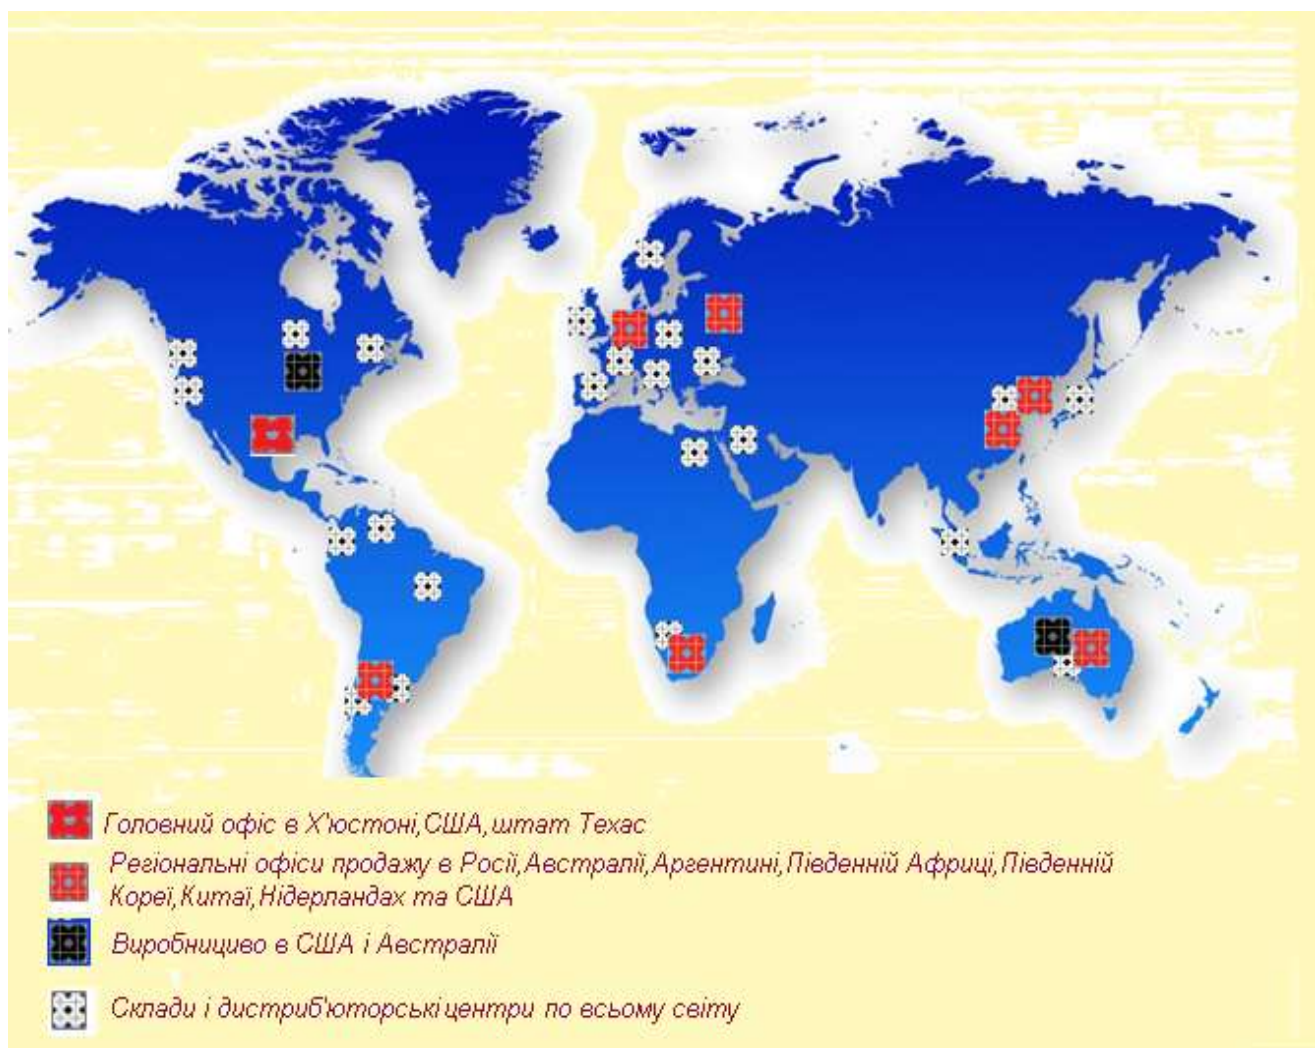 Головний офіс в Х'юстоні,США,штат Техас
Регіональні офіси продажу в Росії,Австралії,Аргентині,Південній Африці,Південній
Кореї,Китаї,Нідерландах та США
Виробнициво в США і Австралії
Склади і дистриб'юторські центри по всьому світу